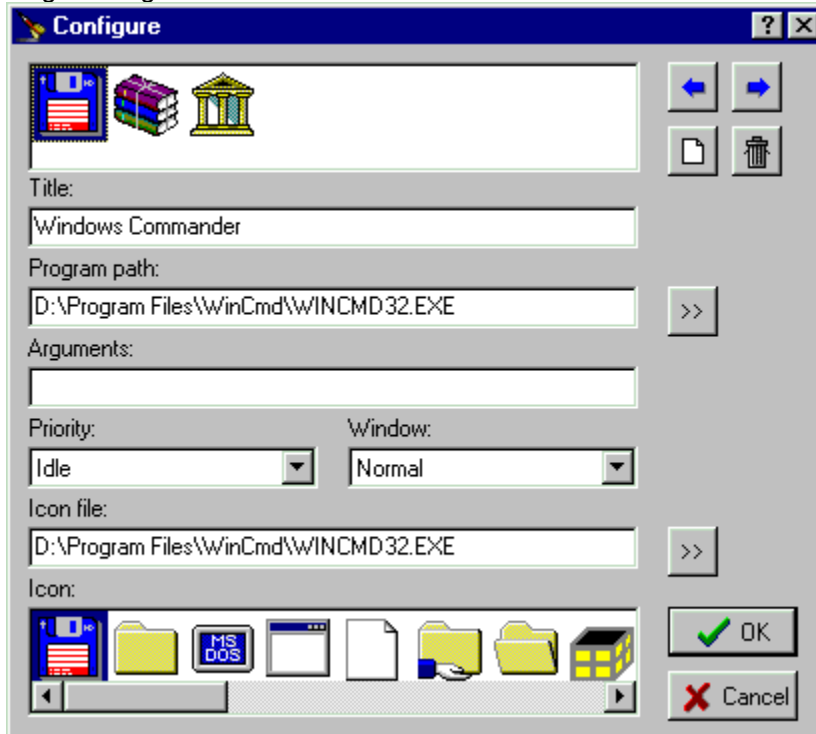 Configure
Title:
Windows Commander
Program path:
D:\Program Files\WinCmd\WINCMD32.EXE
>>
Arguments:
Priority: Window:
Idle Normal
Icon file:
D:\Program Files\WinCmd\WINCMD32.EXE
>>
Icon:
MS
DOS
OK
Cancel